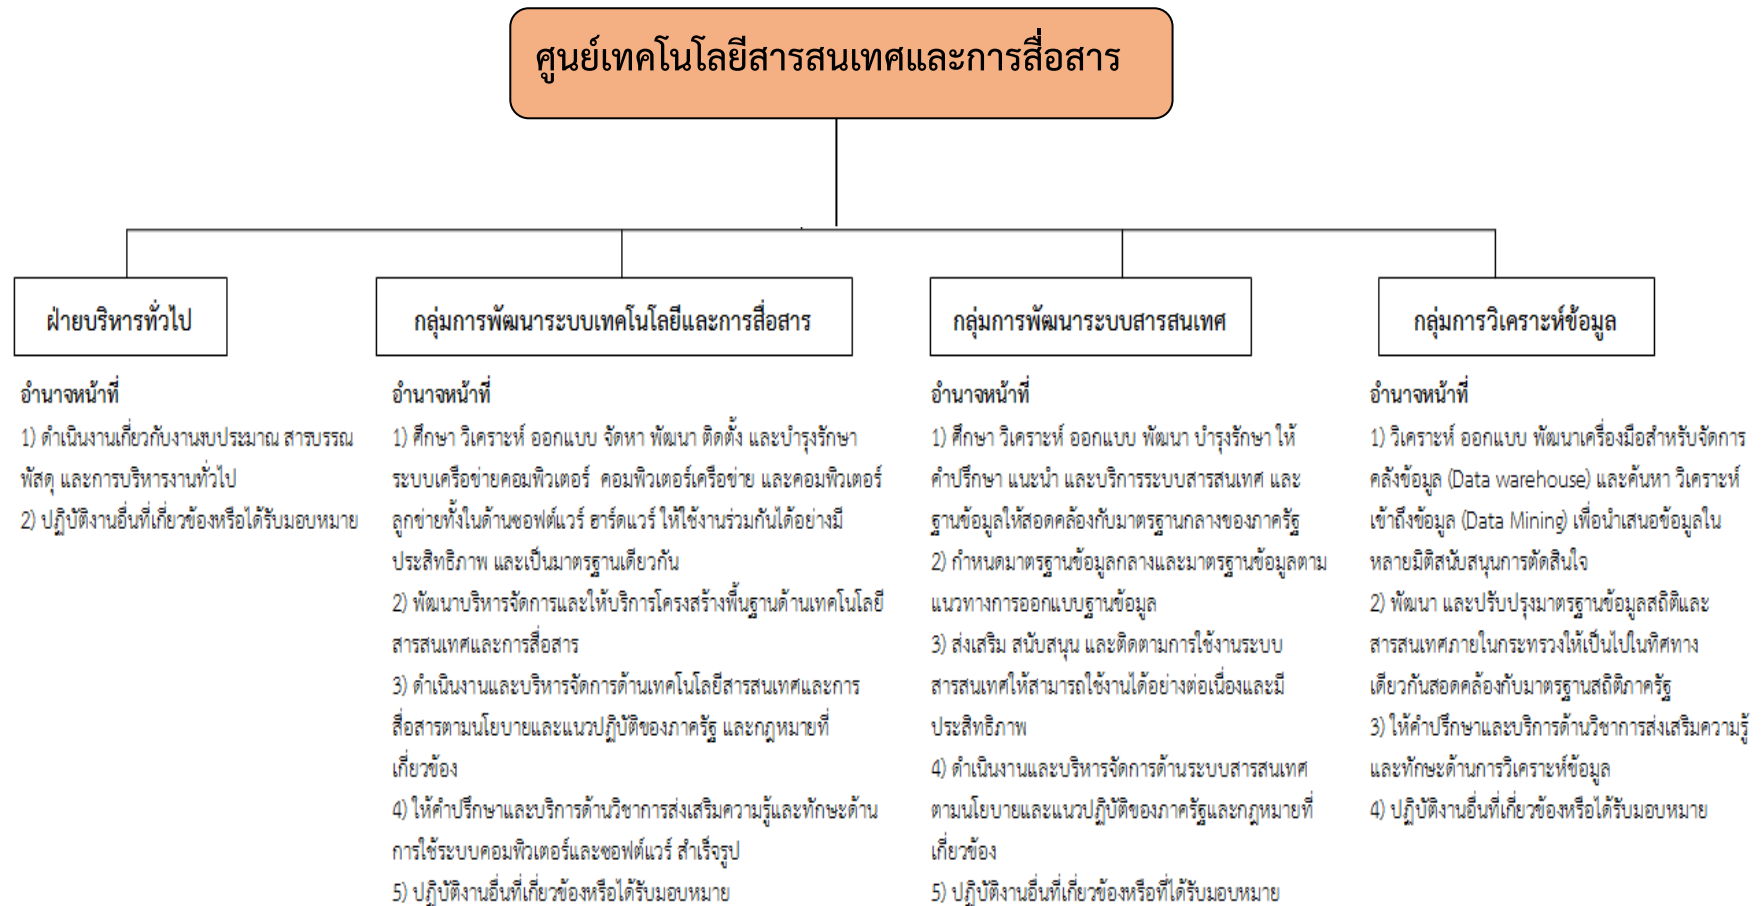 ศูนย์เทคโนโลยีสารสนเทศและการสื่อสาร
ฝ่ายบริหารทั่วไป
อำนาจหน้าที่
1) ดำเนินงานเกี่ยวกับงานงบประมาณ สารบรรณ
พัสดุ และการบริหารงานทั่วไป
2) ปฏิบัติงานอื่นที่เกี่ยวข้องหรือได้รับมอบหมาย
กลุ่มการพัฒนาระบบเทคโนโลยีและการสื่อสาร
อำนาจหน้าที่
1) ศึกษา วิเคราะห์ ออกแบบ จัดหา พัฒนา ติดตั้ง และบำรุงรักษา
ระบบเครือข่ายคอมพิวเตอร์ คอมพิวเตอร์เครือข่าย และคอมพิวเตอร์
ลูกข่ายทั้งในด้านซอฟต์แวร์ ฮาร์ดแวร์ ให้ใช้งานร่วมกันได้อย่างมี
ประสิทธิภาพ และเป็นมาตรฐานเดียวกัน
2) พัฒนาบริหารจัดการและให้บริการโครงสร้างพื้นฐานด้านเทคโนโลยี
สารสนเทศและการสื่อสาร
3) ดำเนินงานและบริหารจัดการด้านเทคโนโลยีสารสนเทศและการ
สื่อสารตามนโยบายและแนวปฏิบัติของภาครัฐ และกฎหมายที่
เกี่ยวข้อง
4) ให้คำปรึกษาและบริการด้านวิชาการส่งเสริมความรู้และทักษะด้าน
การใช้ระบบคอมพิวเตอร์และซอฟต์แวร์ สำเร็จรูป
5) ปฏิบัติงานอื่นที่เกี่ยวข้องหรือได้รับมอบหมาย
กลุ่มการพัฒนาระบบสารสนเทศ
อำนาจหน้าที่
1) ศึกษา วิเคราะห์ ออกแบบ พัฒนา บำรุงรักษา ให้
คำปรึกษา แนะนำ และบริการระบบสารสนเทศ และ
ฐานข้อมูลให้สอดคล้องกับมาตรฐานกลางของภาครัฐ
2) กำหนดมาตรฐานข้อมูลกลางและมาตรฐานข้อมูลตาม
แนวทางการออกแบบฐานข้อมูล
3) ส่งเสริม สนับสนุน และติดตามการใช้งานระบบ
สารสนเทศให้สามารถใช้งานได้อย่างต่อเนื่องและมี
ประสิทธิภาพ
4) ดำเนินงานและบริหารจัดการด้านระบบสารสนเทศ
ตามนโยบายและแนวปฏิบัติของภาครัฐและกฎหมายที่
เกี่ยวข้อง
5) ปฏิบัติงานอื่นที่เกี่ยวข้องหรือที่ได้รับมอบหมาย
กลุ่มการวิเคราะห์ข้อมูล
อำนาจหน้าที่
1) วิเคราะห์ ออกแบบ พัฒนาเครื่องมือสำหรับจัดการ
คลังข้อมูล (Data warehouse) และค้นหา วิเคราะห์
เข้าถึงข้อมูล (Data Mining) เพื่อนำเสนอข้อมูลใน
หลายมิติสนับสนุนการตัดสินใจ
2) พัฒนา และปรับปรุงมาตรฐานข้อมูลสถิติและ
สารสนเทศภายในกระทรวงให้เป็นไปในทิศทาง
เดียวกันสอดคล้องกับมาตรฐานสถิติภาครัฐ
3) ให้คำปรึกษาและบริการด้านวิชาการส่งเสริมความรู้
และทักษะด้านการวิเคราะห์ข้อมูล
4) ปฏิบัติงานอื่นที่เกี่ยวข้องหรือได้รับมอบหมาย